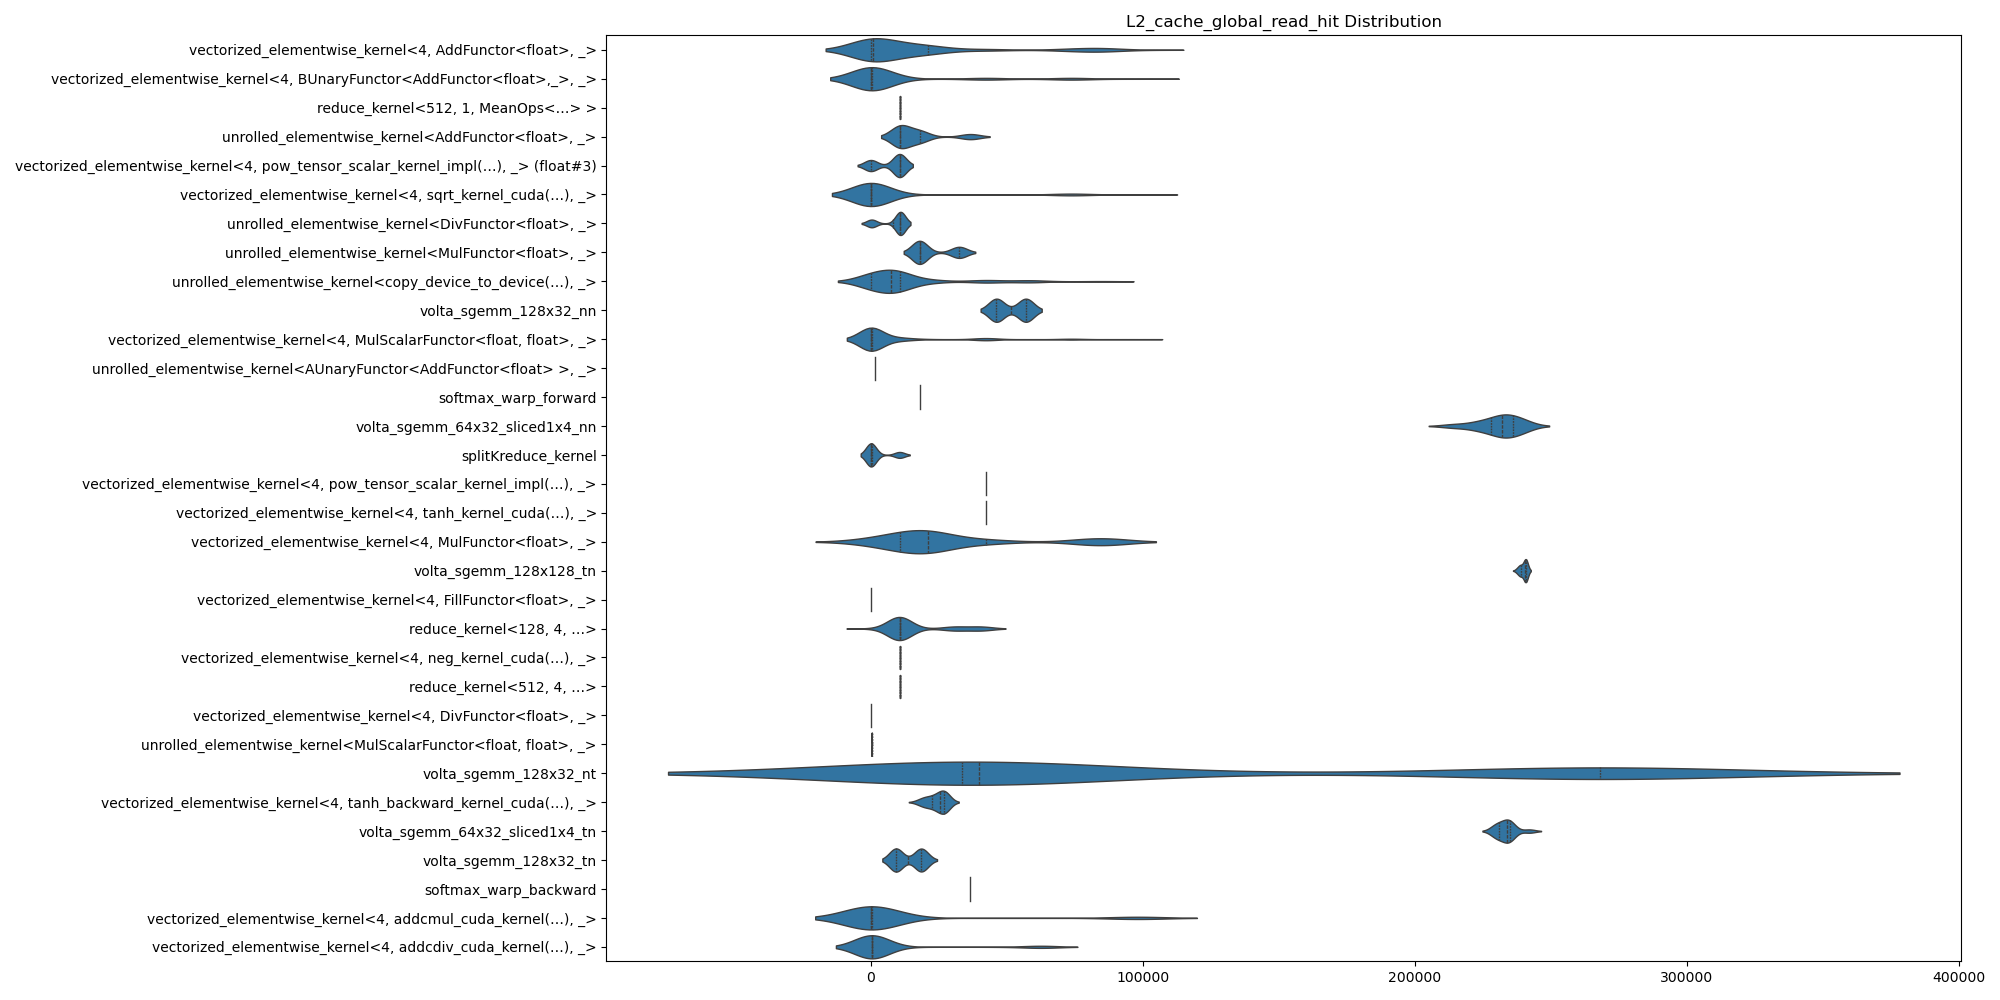 L2_cache_global_read_hit Distribution
vectorized_elementwise_kernel<4, AddFunctor<float>, _>
vectorized_elementwise_kernel<4, BUnaryFunctor<AddFunctor<float>,_>, _>
reduce_kernel<512, 1, MeanOps<...> >
unrolled_elementwise_kernel<AddFunctor<float>, _>
vectorized_elementwise_kernel<4, pow_tensor_scalar_kernel_impl(...), _> (float#3)
vectorized_elementwise_kernel<4, sqrt_kernel_cuda(...), _>
unrolled_elementwise_kernel<DivFunctor<float>, _>
unrolled_elementwise_kernel<MulFunctor<float>, _>
unrolled_elementwise_kernel<copy_device_to_device(...), _>
volta_sgemm_128x32_nn
vectorized_elementwise_kernel<4, MulScalarFunctor<float, float>, _>
unrolled_elementwise_kernel<AUnaryFunctor<AddFunctor<float> >, _>
softmax_warp_forward
volta_sgemm_64x32_sliced1x4_nn
splitKreduce_kernel
vectorized_elementwise_kernel<4, pow_tensor_scalar_kernel_impl(...), _>
vectorized_elementwise_kernel<4, tanh_kernel_cuda(...), _>
vectorized_elementwise_kernel<4, MulFunctor<float>, _>
volta_sgemm_128x128_tn
vectorized_elementwise_kernel<4, FillFunctor<float>, _>
reduce_kernel<128, 4, ...>
vectorized_elementwise_kernel<4, neg_kernel_cuda(...), _>
reduce_kernel<512, 4, ...>
vectorized_elementwise_kernel<4, DivFunctor<float>, _>
unrolled_elementwise_kernel<MulScalarFunctor<float, float>, _>
volta_sgemm_128x32_nt
vectorized_elementwise_kernel<4, tanh_backward_kernel_cuda(...), _>
volta_sgemm_64x32_sliced1x4_tn
volta_sgemm_128x32_tn
softmax_warp_backward
vectorized_elementwise_kernel<4, addcmul_cuda_kernel(...), _>
vectorized_elementwise_kernel<4, addcdiv_cuda_kernel(...), _>
0 100000 200000 300000 400000